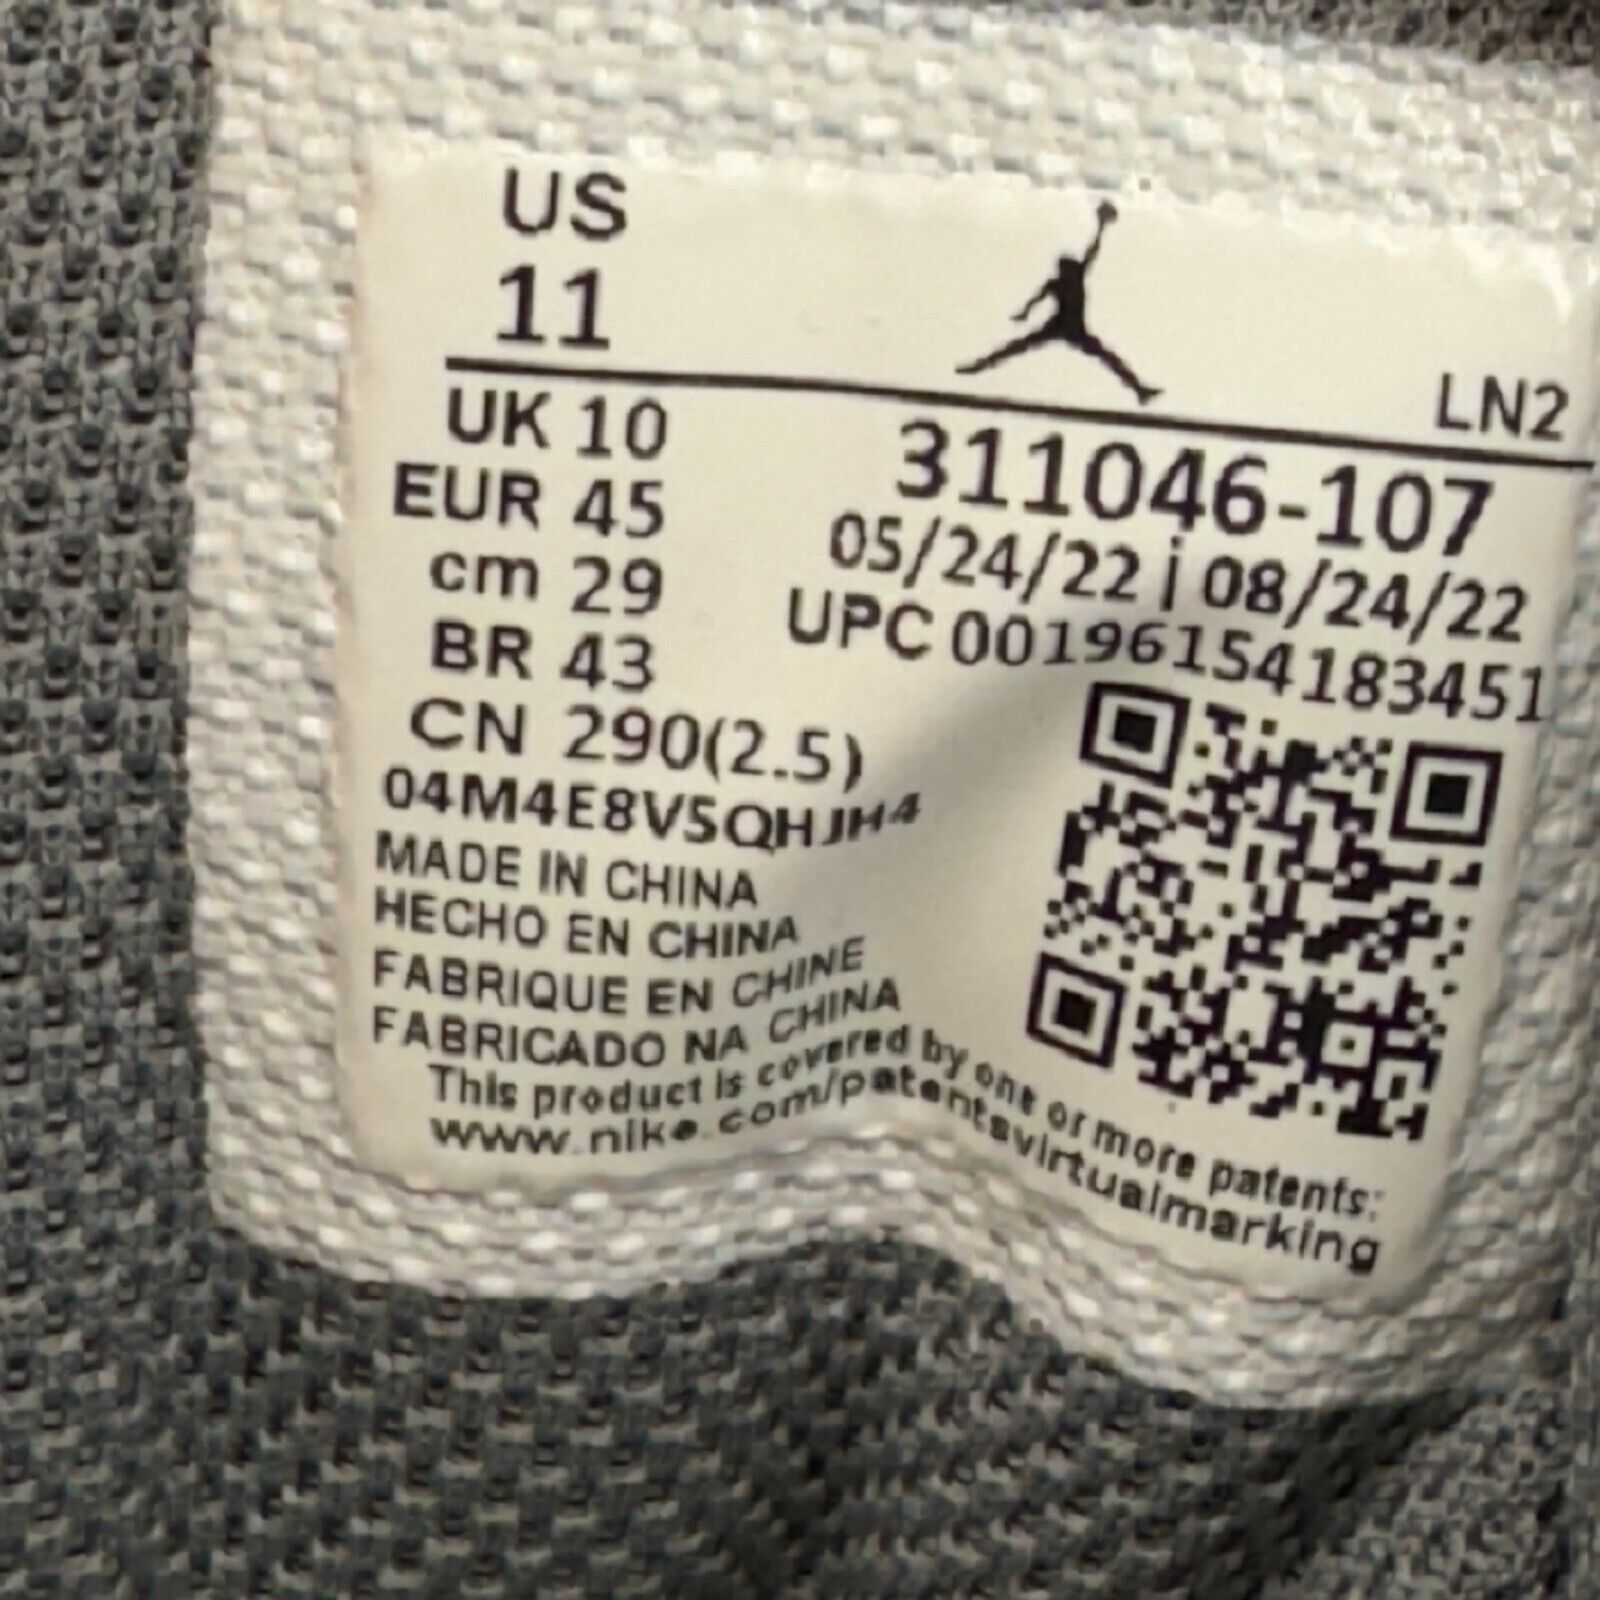 US
11
LN2
UK 10
EUR 45
cm 29
BR 43
CN 290(2.5)
311046-107
05/24/22 | 08/24/22
UPC 00196154183451
04M4E8V5QHJH4
MADE IN CHINA
HECHO EN CHINA
FABRIQUE EN CHINE
FABRICADO NA CHINA
This product is covered by one or more patents:
www.nike.com/patentsvirtualmarking